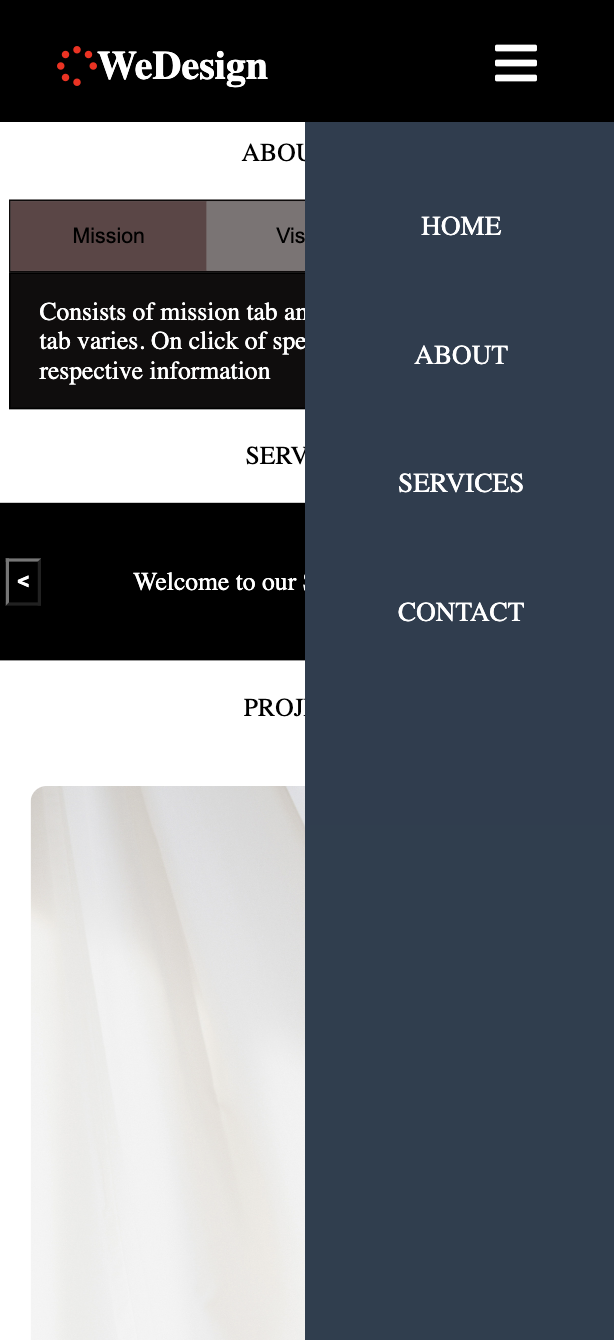 WeDesign
ABOU
Mission Vis
Consists of mission tab an
tab varies. On click of spe
respective information
SERV
< Welcome to our
PROJ
HOME
ABOUT
SERVICES
CONTACT